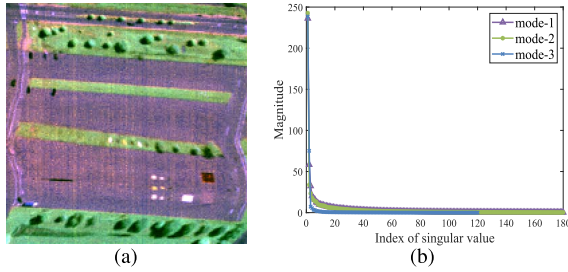 250
200
150
100
50
0
Magnitude
0 20 40 60 80 100 120 140 160 180
Index of singular value
mode-1
mode-2
mode-3
(a)
(b)